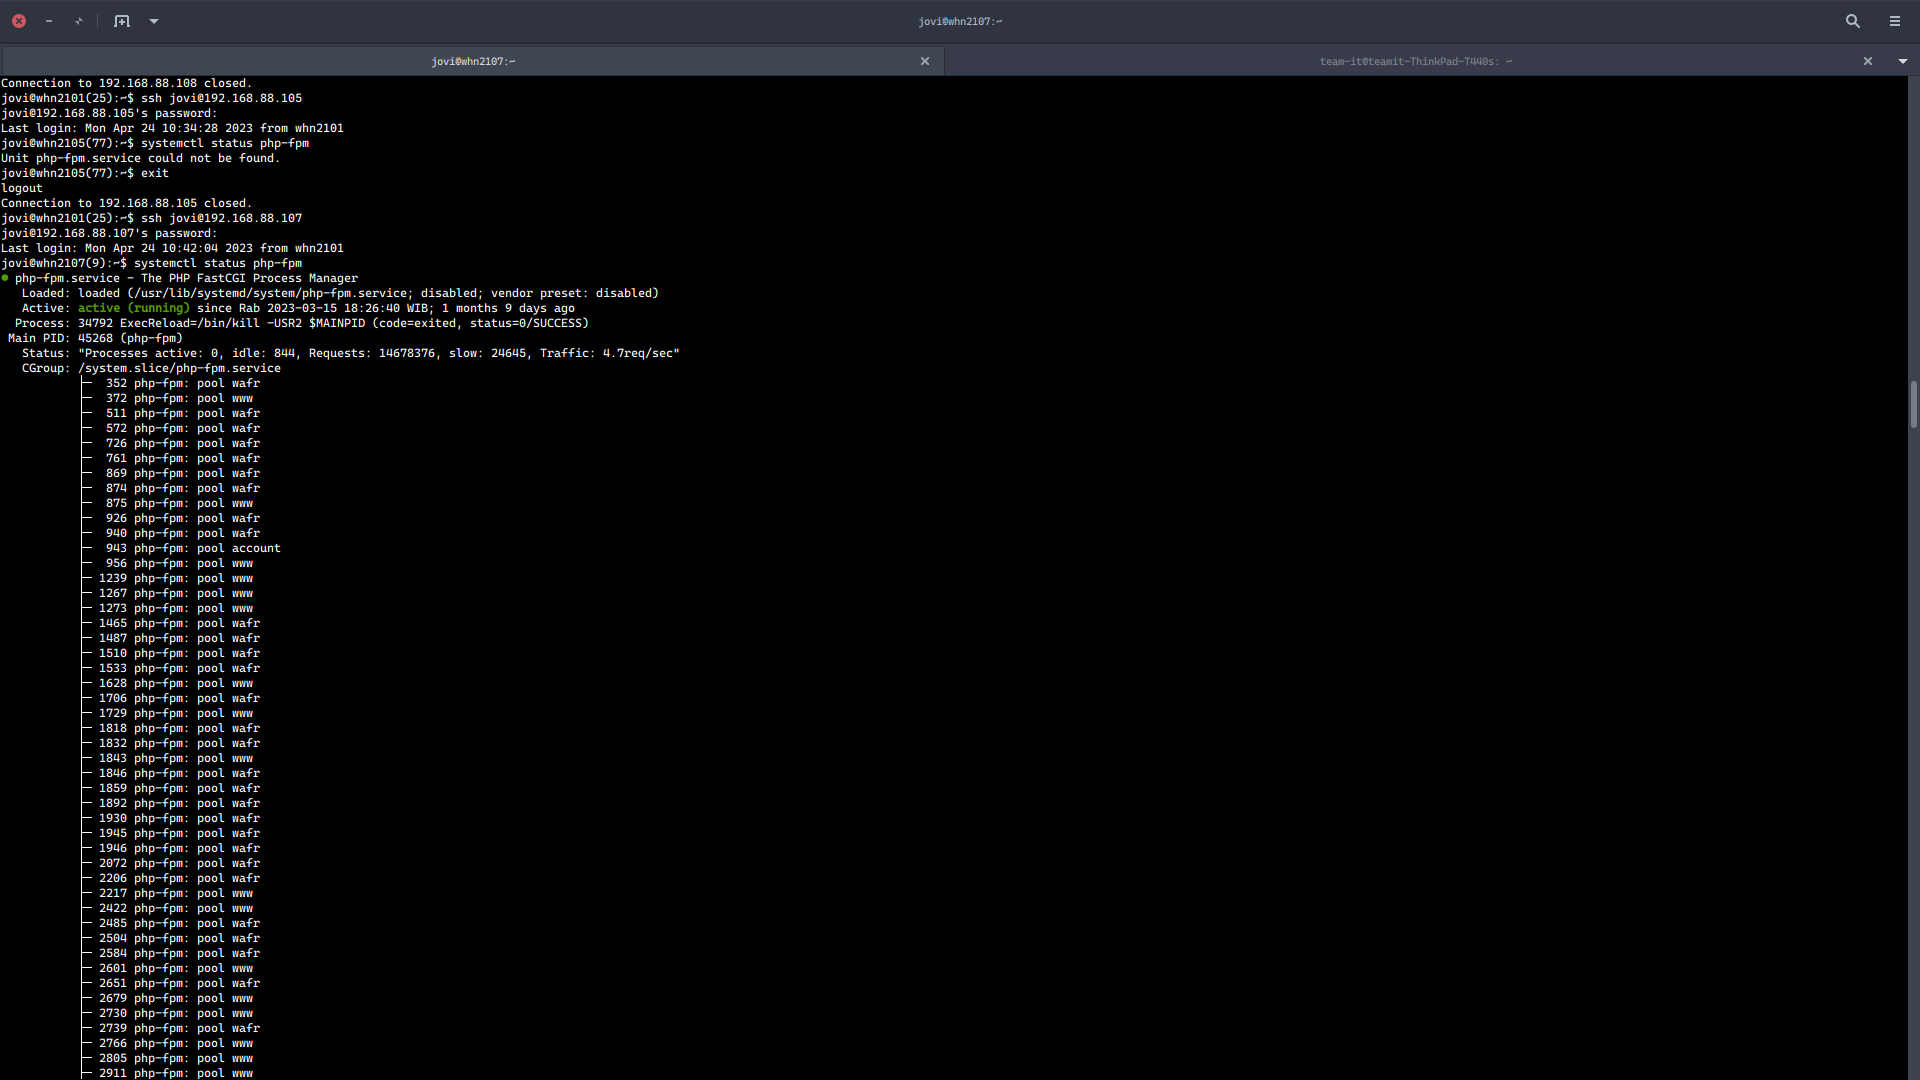 jovi@whn2107:~
jovi@whn2107:~
team-it@teamit-ThinkPad-T440s: ~
Connection to 192.168.88.108 closed.
jovi@whn2101(25):~$ ssh jovi@192.168.88.105
jovi@192.168.88.105's password:
Last login: Mon Apr 24 10:34:28 2023 from whn2101
jovi@whn2105(77):~$ systemctl status php-fpm
Unit php-fpm.service could not be found.
jovi@whn2105(77):~$ exit
logout
Connection to 192.168.88.105 closed.
jovi@whn2101(25):~$ ssh jovi@192.168.88.107
jovi@192.168.88.107's password:
Last login: Mon Apr 24 10:42:04 2023 from whn2101
jovi@whn2107(9):~$ systemctl status php-fpm
● php-fpm.service - The PHP FastCGI Process Manager
Loaded: loaded (/usr/lib/systemd/system/php-fpm.service; disabled; vendor preset: disabled)
Active: active (running) since Rab 2023-03-15 18:26:40 WIB; 1 months 9 days ago
Process: 34792 ExecReload=/bin/kill -USR2 $MAINPID (code=exited, status=0/SUCCESS)
Main PID: 45268 (php-fpm)
Status: "Processes active: 0, idle: 844, Requests: 14678376, slow: 24645, Traffic: 4.7req/sec"
CGroup: /system.slice/php-fpm.service
├─ 352 php-fpm: pool wafr
├─ 372 php-fpm: pool www
├─ 511 php-fpm: pool wafr
├─ 572 php-fpm: pool wafr
├─ 726 php-fpm: pool wafr
├─ 761 php-fpm: pool wafr
├─ 869 php-fpm: pool wafr
├─ 874 php-fpm: pool wafr
├─ 875 php-fpm: pool www
├─ 926 php-fpm: pool wafr
├─ 940 php-fpm: pool wafr
├─ 943 php-fpm: pool account
├─ 956 php-fpm: pool www
├─ 1239 php-fpm: pool www
├─ 1267 php-fpm: pool www
├─ 1273 php-fpm: pool www
├─ 1465 php-fpm: pool wafr
├─ 1487 php-fpm: pool wafr
├─ 1510 php-fpm: pool wafr
├─ 1533 php-fpm: pool wafr
├─ 1628 php-fpm: pool www
├─ 1706 php-fpm: pool wafr
├─ 1729 php-fpm: pool www
├─ 1818 php-fpm: pool wafr
├─ 1832 php-fpm: pool wafr
├─ 1843 php-fpm: pool www
├─ 1846 php-fpm: pool wafr
├─ 1859 php-fpm: pool wafr
├─ 1892 php-fpm: pool wafr
├─ 1930 php-fpm: pool wafr
├─ 1945 php-fpm: pool wafr
├─ 1946 php-fpm: pool wafr
├─ 2072 php-fpm: pool wafr
├─ 2206 php-fpm: pool wafr
├─ 2217 php-fpm: pool www
├─ 2422 php-fpm: pool www
├─ 2485 php-fpm: pool wafr
├─ 2504 php-fpm: pool wafr
├─ 2584 php-fpm: pool wafr
├─ 2601 php-fpm: pool www
├─ 2651 php-fpm: pool wafr
├─ 2679 php-fpm: pool www
├─ 2730 php-fpm: pool www
├─ 2739 php-fpm: pool wafr
├─ 2766 php-fpm: pool www
├─ 2805 php-fpm: pool www
├─ 2911 php-fpm: pool www